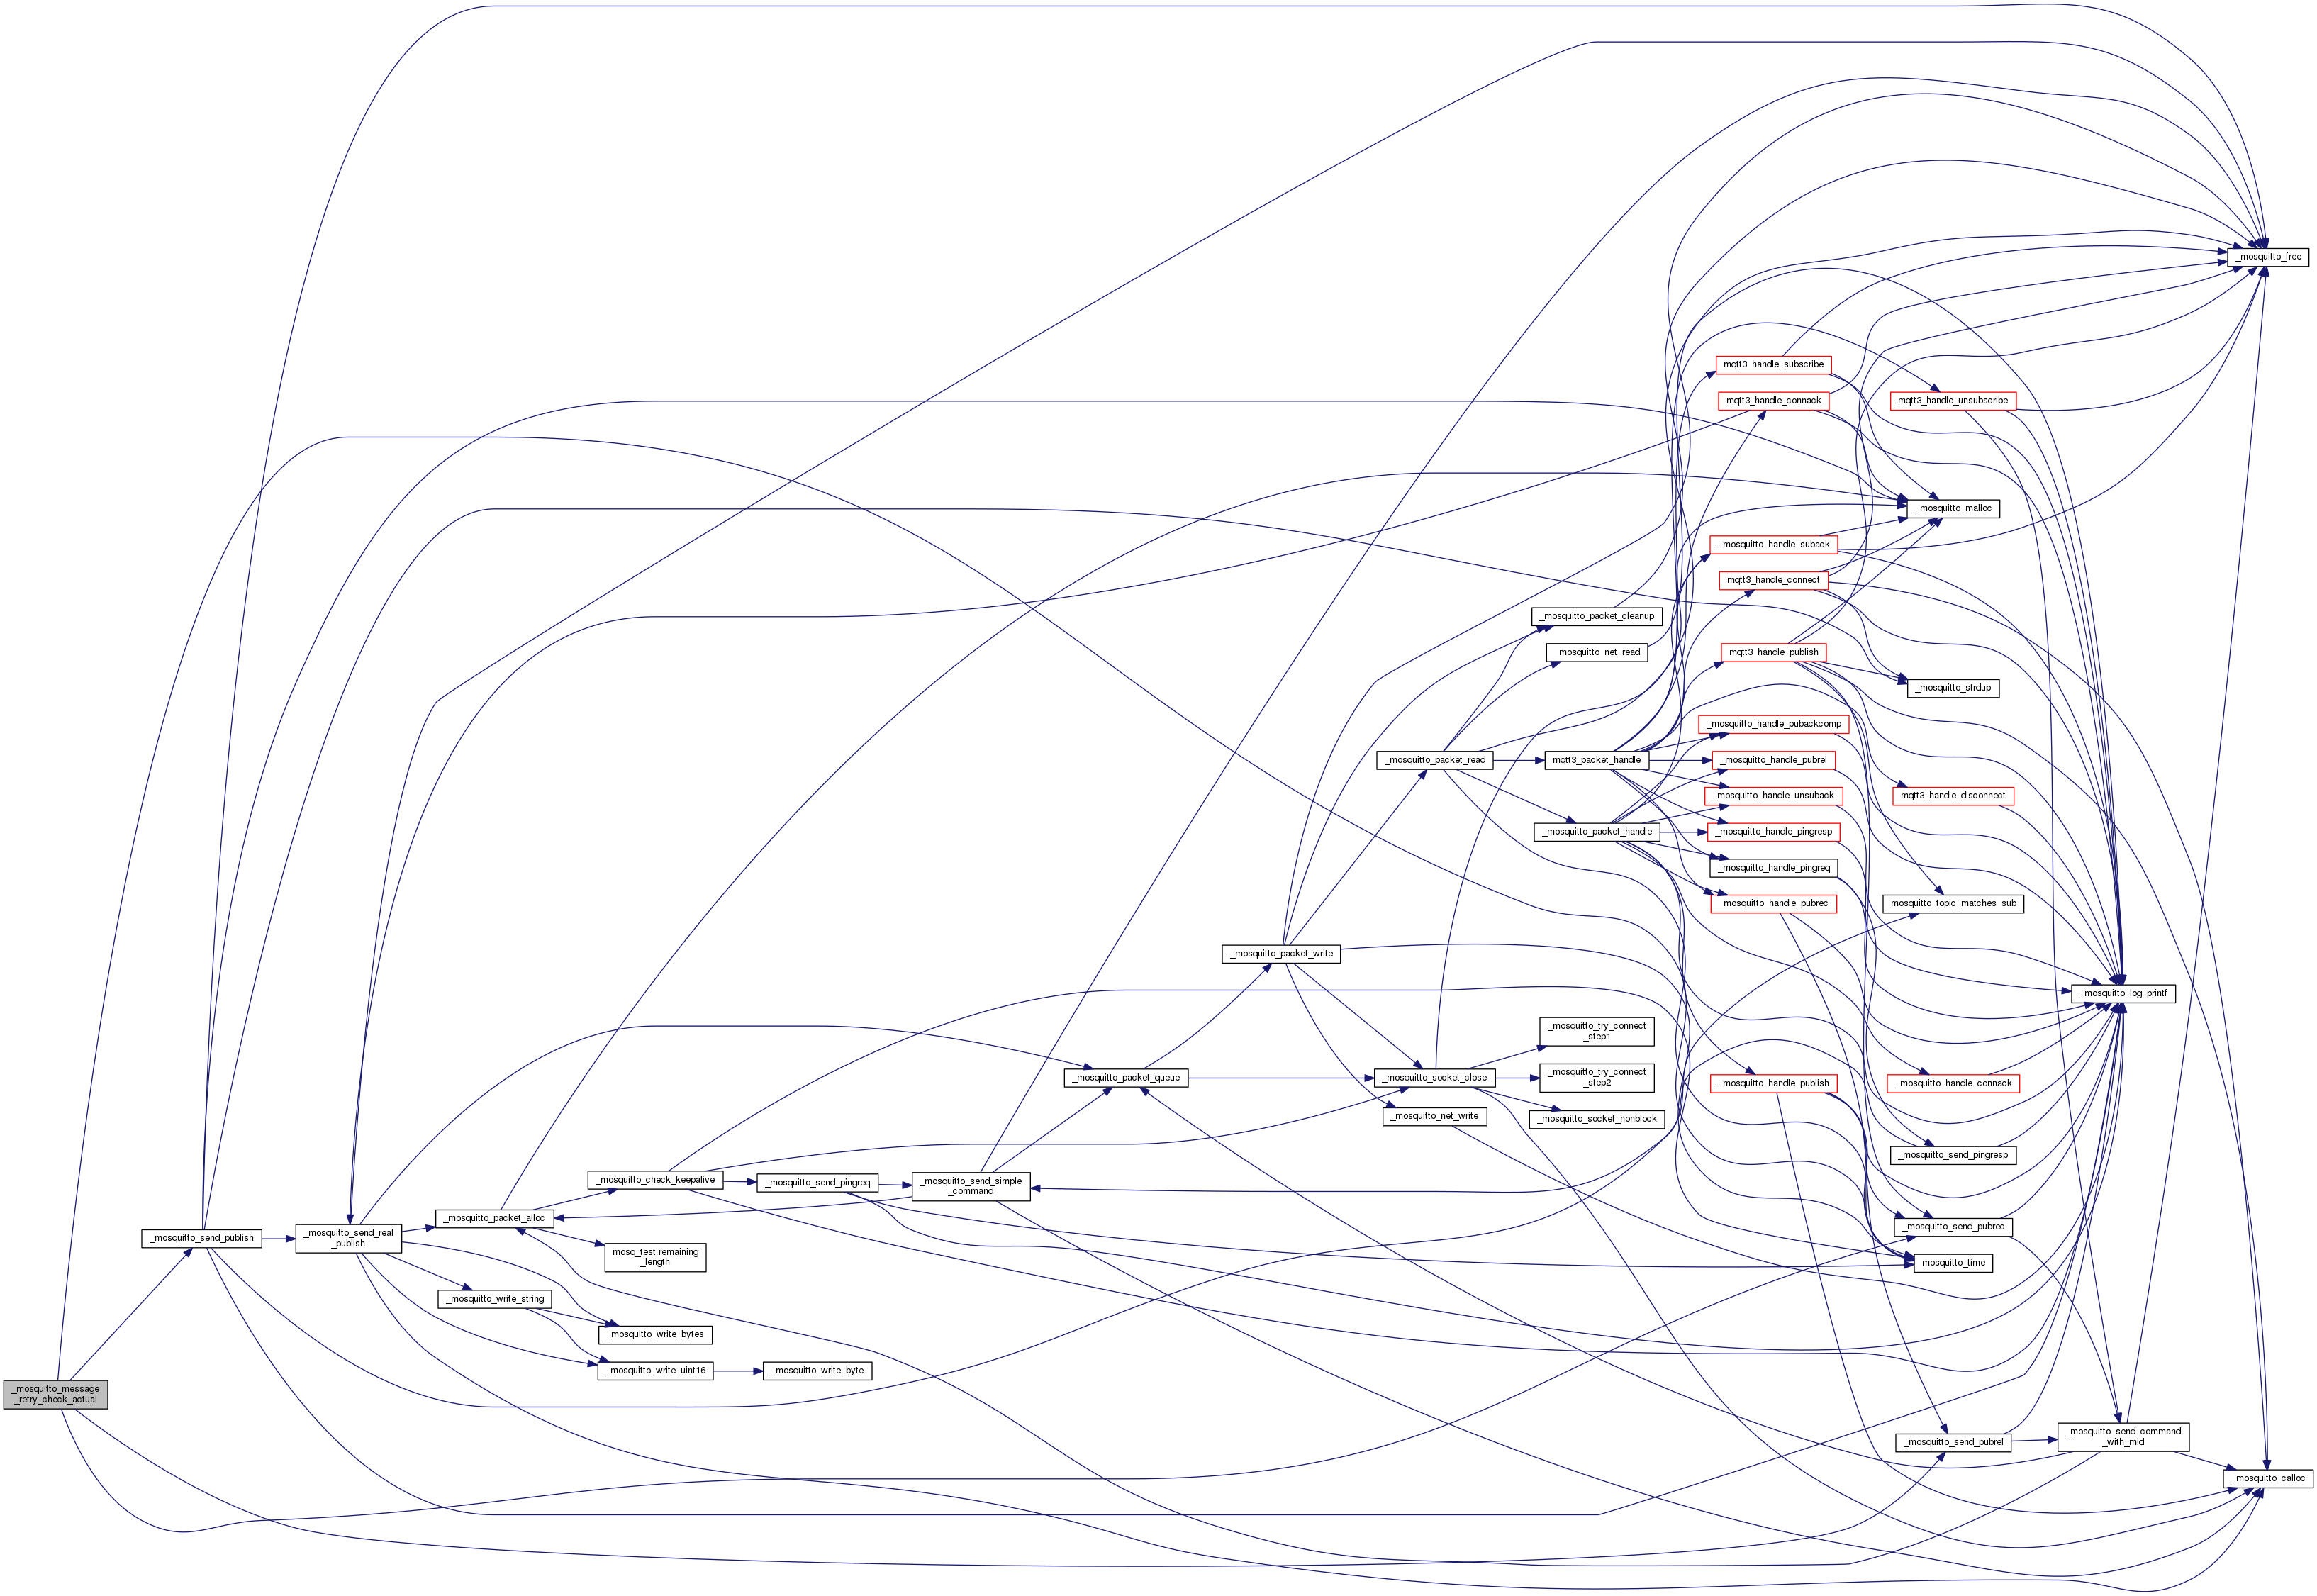 _mosquitto_message
_retry_check_actual
_mosquitto_send_publish
_mosquitto_send_real
_publish
_mosquitto_packet_alloc
_mosquitto_write_string
_mosquitto_check_keepalive
mosq_test.remaining
_length
_mosquitto_write_bytes
_mosquitto_write_uint16
_mosquitto_send_pingreq
_mosquitto_write_byte
_mosquitto_send_simple
_command
_mosquitto_packet_queue
_mosquitto_packet_write
_mosquitto_packet_read
_mosquitto_socket_close
_mosquitto_net_write
_mosquitto_packet_cleanup
_mosquitto_net_read
mqtt3_packet_handle
_mosquitto_packet_handle
_mosquitto_try_connect
_step1
_mosquitto_try_connect
_step2
_mosquitto_socket_nonblock
mqtt3_handle_subscribe
mqtt3_handle_connack
_mosquitto_handle_suback
mqtt3_handle_connect
mqtt3_handle_publish
_mosquitto_handle_pubackcomp
_mosquitto_handle_pubrel
_mosquitto_handle_unsuback
_mosquitto_handle_pingresp
_mosquitto_handle_pingreq
_mosquitto_handle_pubrec
_mosquitto_handle_publish
mqtt3_handle_unsubscribe
_mosquitto_malloc
_mosquitto_strdup
mqtt3_handle_disconnect
mosquitto_topic_matches_sub
_mosquitto_handle_connack
_mosquitto_send_pingresp
_mosquitto_send_pubrec
mosquitto_time
_mosquitto_send_pubrel
_mosquitto_log_printf
_mosquitto_send_command
_with_mid
_mosquitto_free
_mosquitto_calloc